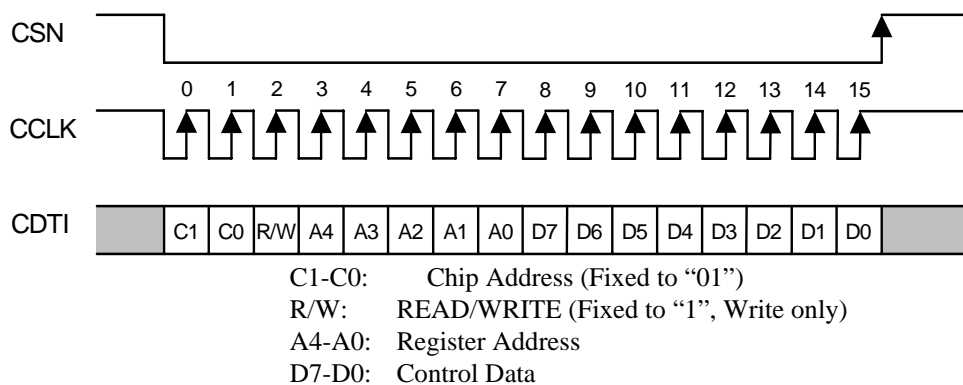 CSN
0 1 2 3 4 5 6 7 8 9 10 11 12 13 14 15
CCLK
CDTI C1 C0 R/W A4 A3 A2 A1 A0 D7 D6 D5 D4 D3 D2 D1 D0
C1-C0: Chip Address (Fixed to “01”)
R/W: READ/WRITE (Fixed to “1”, Write only)
A4-A0: Register Address
D7-D0: Control Data